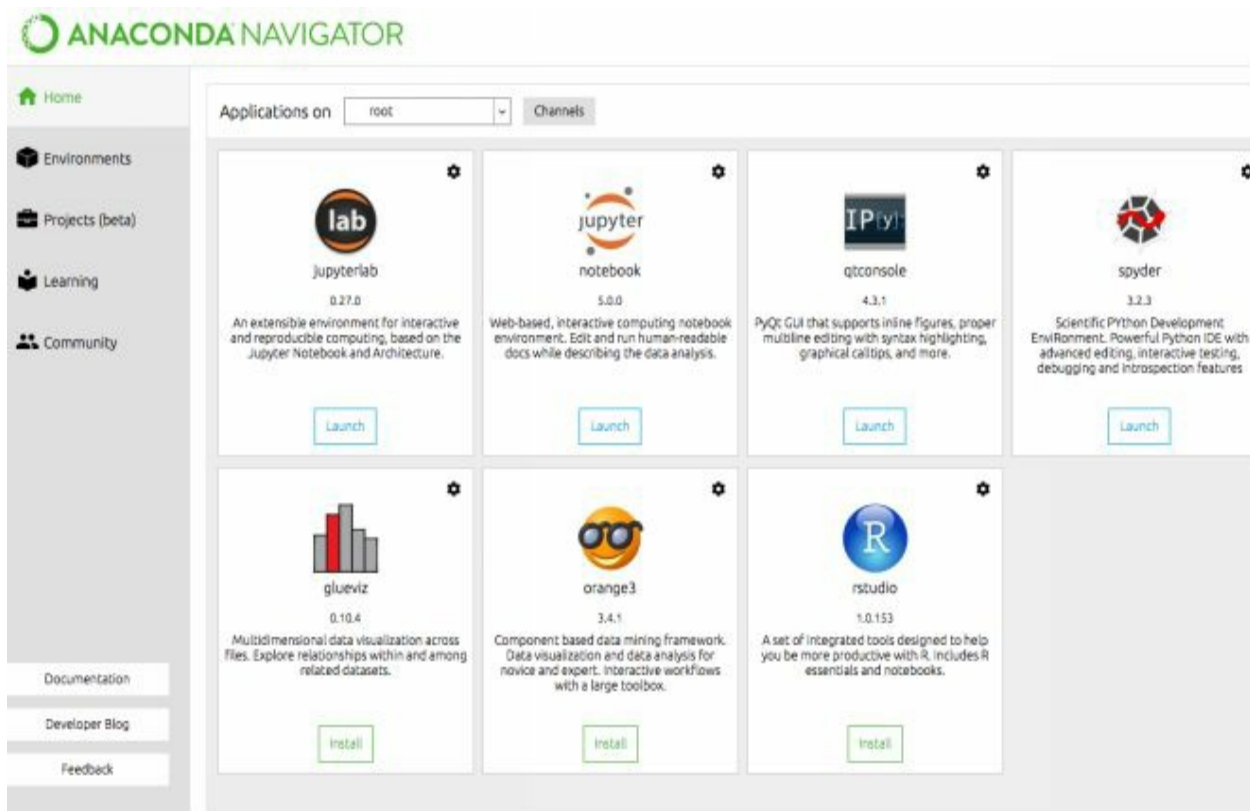 ANACONDA NAVIGATOR
Home
Environments
Projects (beta)
Learning
Community
Documentation
Developer Blog
Feedback
Applications on
root
Channels
lab
jupyterlab
0.27.0
An extensible environment for interactive
and reproducible computing, based on the
Jupyter Notebook and Architecture.
Launch
jupyter
notebook
5.0.0
Web-based, interactive computing notebook
environment. Edit and run human-readable
docs while describing the data analysis.
Launch
IP[y]:
qtconsole
4.3.1
PyQt GUI that supports inline figures, proper
multiline editing with syntax highlighting,
graphical calltips, and more.
Launch
spyder
3.2.3
Scientific PYthon Development
EnviRonment. Powerful Python IDE with
advanced editing, interactive testing,
debugging and introspection features
Launch
glueviz
0.10.4
Multidimensional data visualization across
files. Explore relationships within and among
related datasets.
Install
orange3
3.4.1
Component based data mining framework.
Data visualization and data analysis for
novice and expert. Interactive workflows
with a large toolbox.
Install
R
rstudio
1.0.153
A set of integrated tools designed to help
you be more productive with R. Includes R
essentials and notebooks.
Install